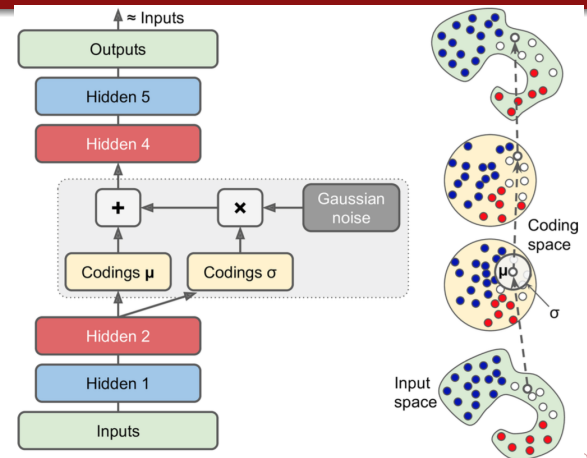 ≈ Inputs
Outputs
Hidden 5
Hidden 4
+
×
Gaussian
noise
Codings μ
Codings σ
Hidden 2
Hidden 1
Inputs
Coding
space
μ
σ
Input
space